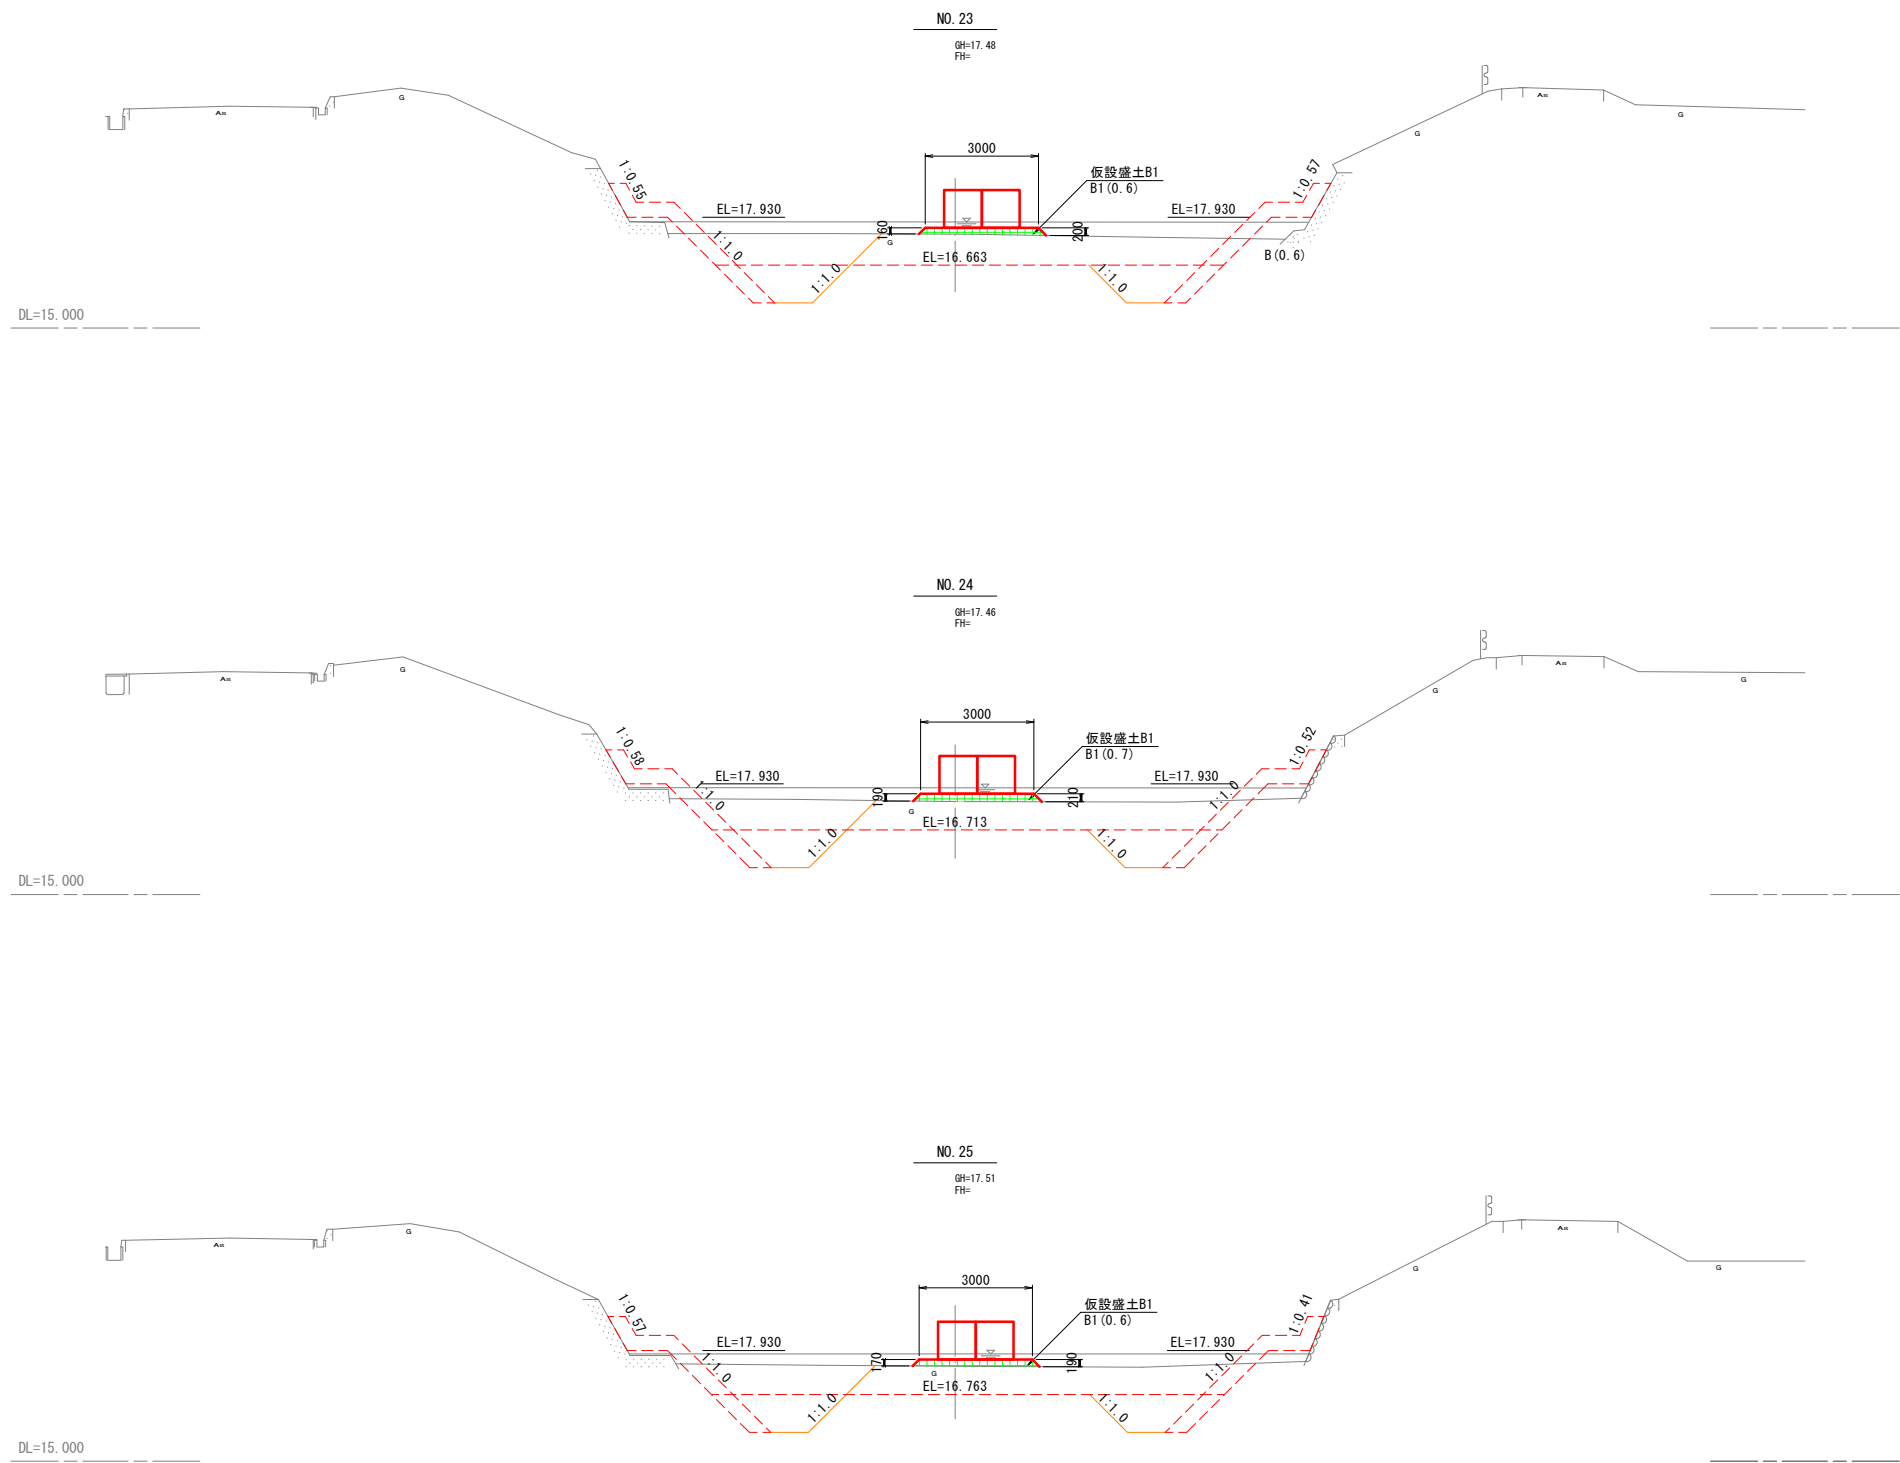 NO. 23
GH=17. 48
FH=
As
G
G
As
G
3000
1:0.55
仮設盛土B1
B1(0.6)
1:0.57
EL=17.930
EL=17.930
160
200
G
1:1.0
EL=16.663
B(0.6)
1:1.0
1:1.0
DL=15.000
NO. 24
GH=17. 46
FH=
As
G
G
As
G
3000
1:0.58
仮設盛土B1
B1(0.7)
1:0.52
EL=17.930
EL=17.930
190
210
1:1.0
1:1.0
G
EL=16.713
1:1.0
1:1.0
DL=15.000
NO. 25
GH=17. 51
FH=
As
G
G
As
G
3000
1:0.57
仮設盛土B1
B1(0.6)
1:0.41
EL=17.930
EL=17.930
170
190
1:1.0
1:1.0
G
EL=16.763
1:1.0
1:1.0
DL=15.000